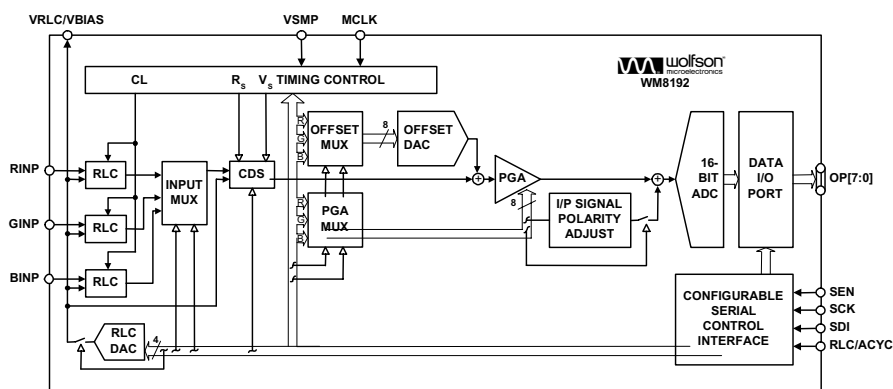 VRLC/VBIAS
VSMP
MCLK
wolfson
microelectronics
WM8192
CL
RS
VS
TIMING CONTROL
R
G
B
OFFSET
MUX
8
OFFSET
DAC
RINP
RLC
INPUT
MUX
CDS
+
PGA
8
+
16-
BIT
ADC
DATA
I/O
PORT
OP[7:0]
GINP
RLC
R
G
B
PGA
MUX
I/P SIGNAL
POLARITY
ADJUST
BINP
RLC
CONFIGURABLE
SERIAL
CONTROL
INTERFACE
SEN
SCK
SDI
RLC/ACYC
RLC
DAC
4